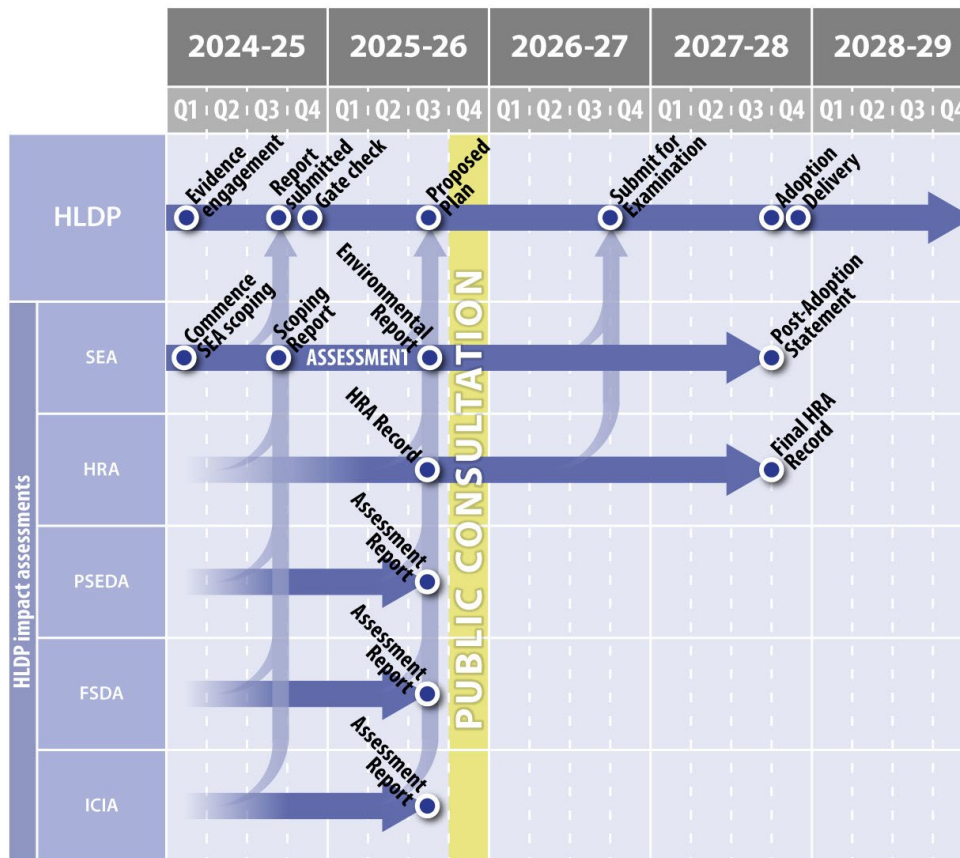 2024-25 2025-26 2026-27 2027-28 2028-29
Q1 Q2 Q3 Q4 Q1 Q2 Q3 Q4 Q1 Q2 Q3 Q4 Q1 Q2 Q3 Q4 Q1 Q2 Q3 Q4
HLDP
Evidence
engagement
Report
submitted
Gate check
Proposed
Plan
Submit for
Examination
Adoption
Delivery
HLDP impact assessments
SEA
Commence
SEA scoping
Scoping
Report
ASSESSMENT
Environmental
Report
Post-Adoption
Statement
PUBLIC CONSULTATION
HRA
HRA Record
Final HRA
Record
PSEDA
Assessment
Report
FSDA
Assessment
Report
ICIA
Assessment
Report